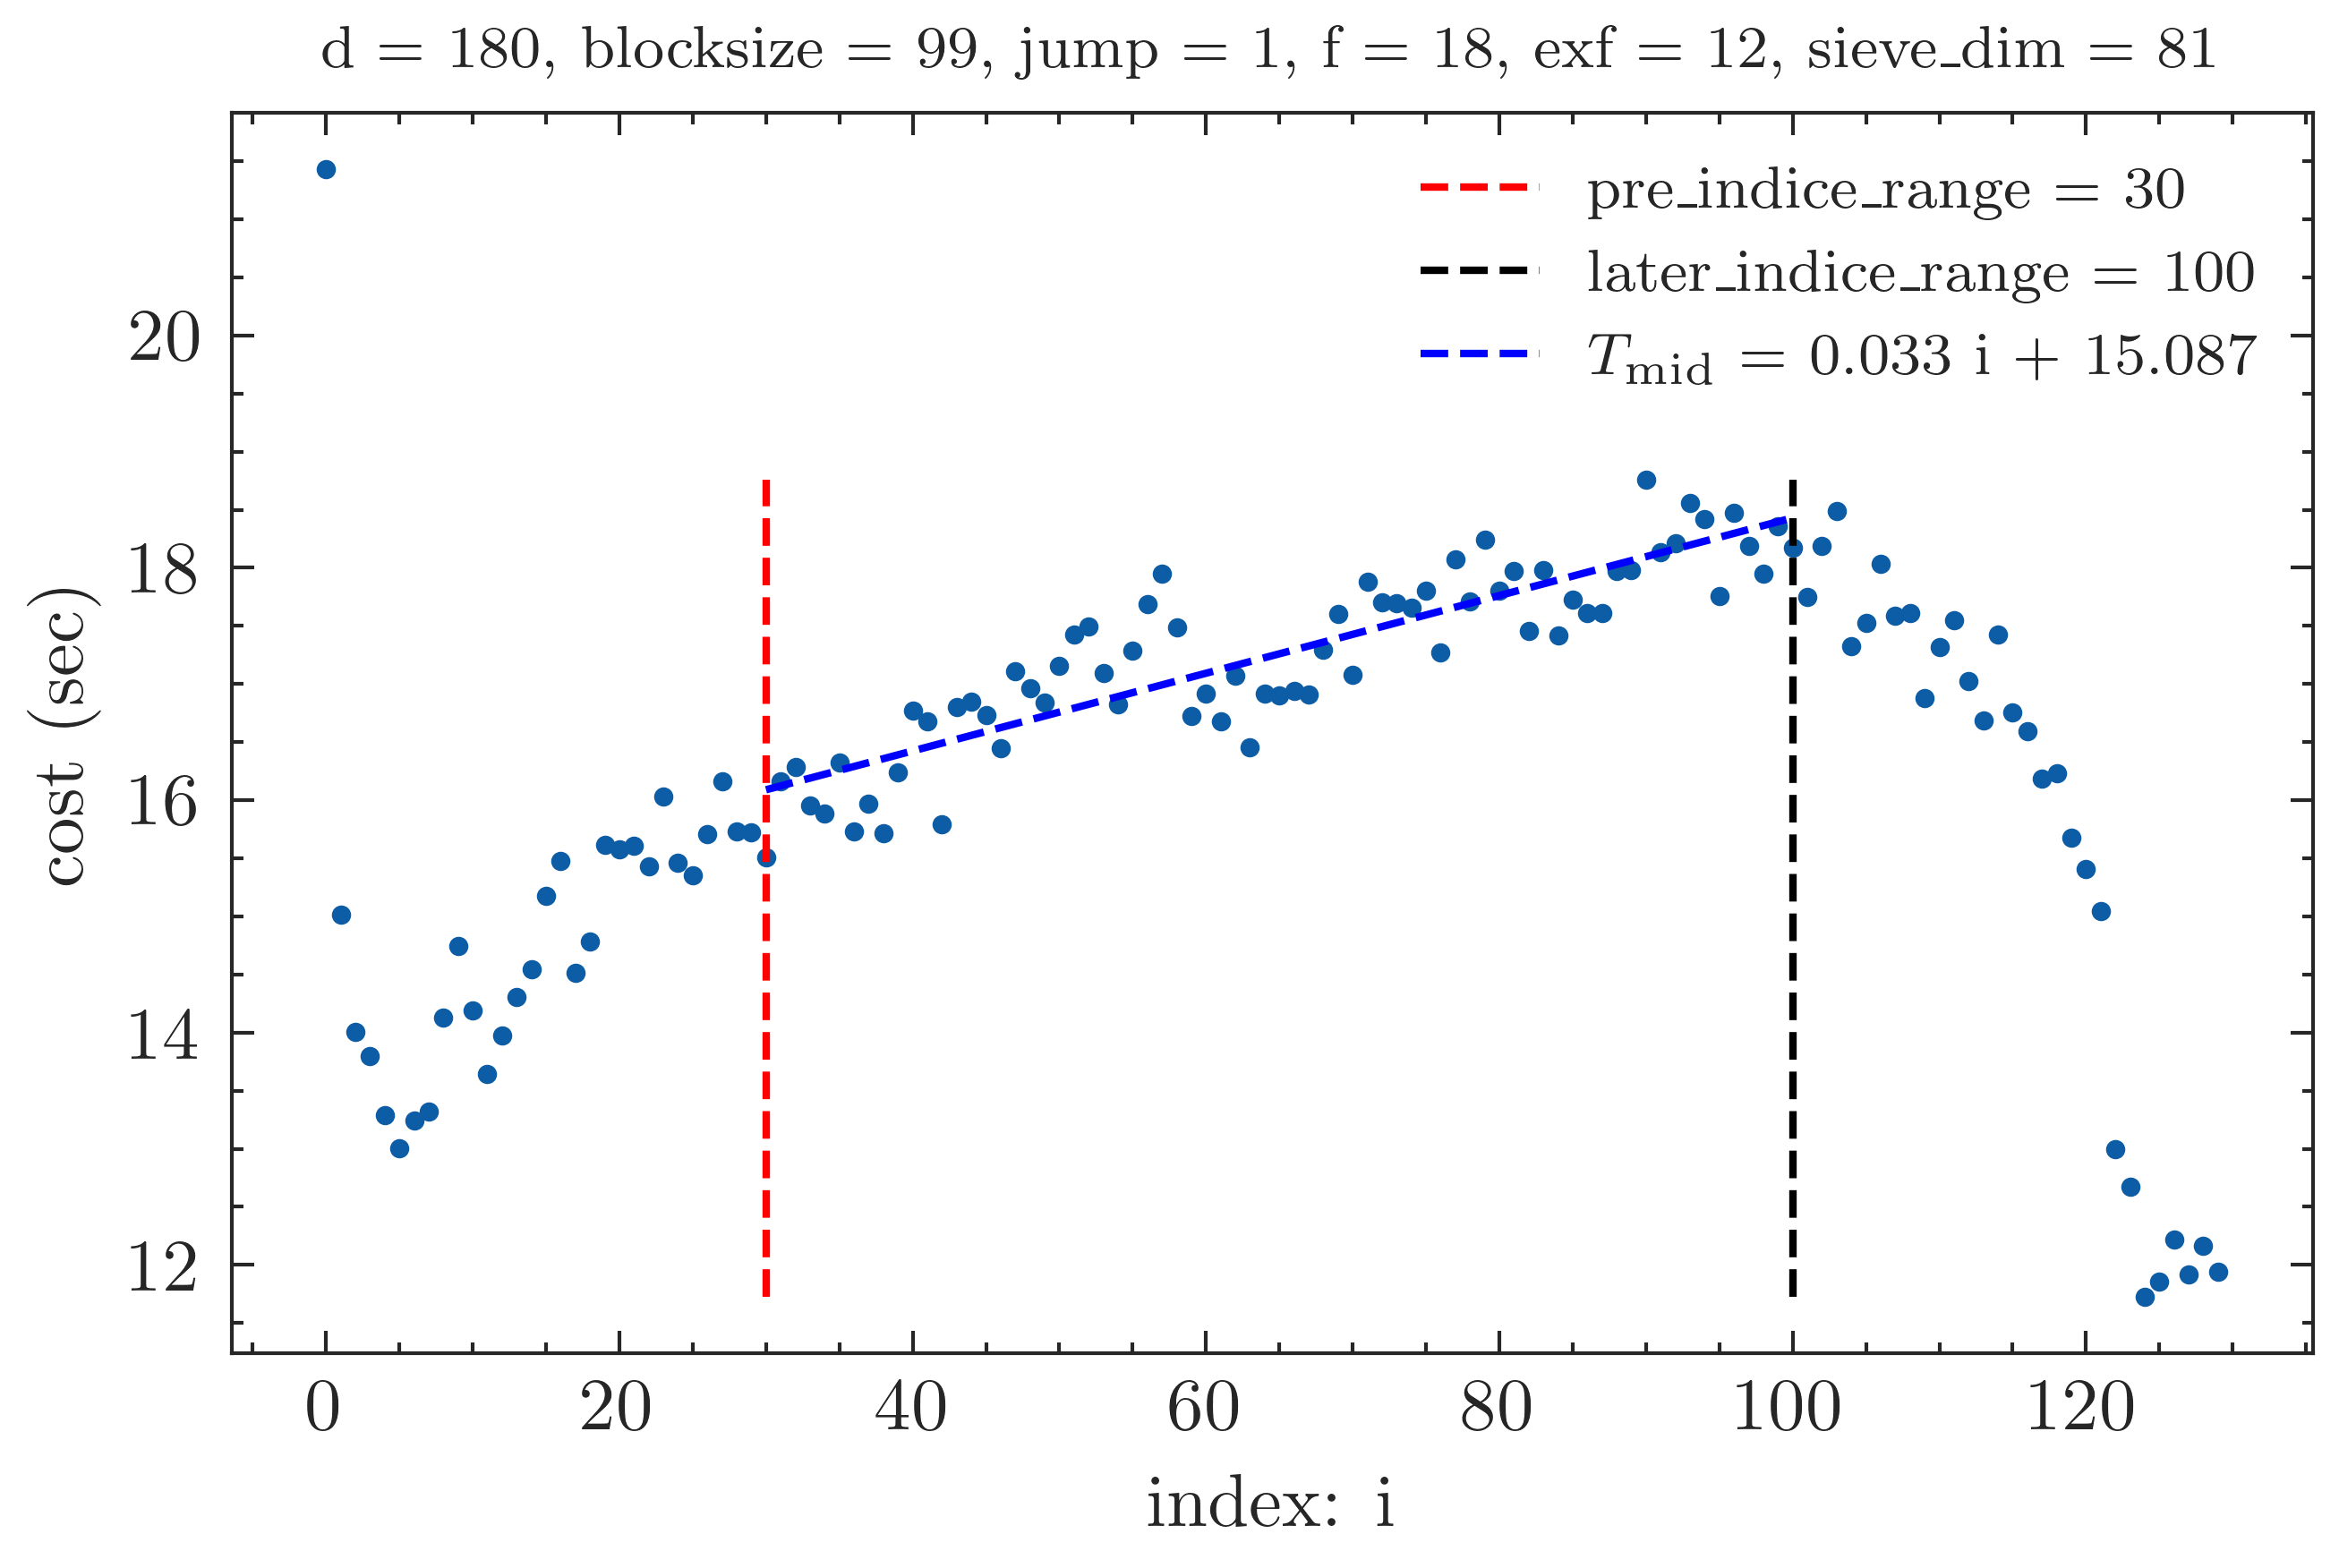 d = 180, blocksize = 99, jump = 1, f = 18, exf = 12, sieve_dim = 81
pre_indice_range = 30
later_indice_range = 100
T_mid = 0.033 i + 15.087
cost (sec)
20
18
16
14
12
0 20 40 60 80 100 120
index: i